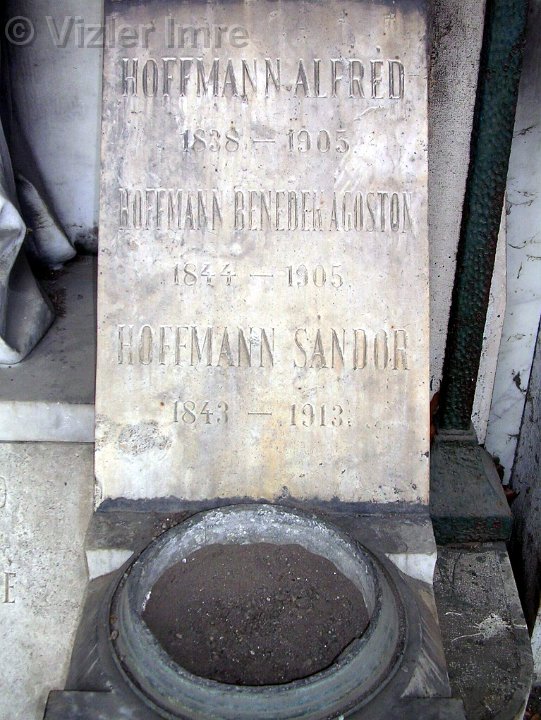 © Vizler Imre
HOFFMANN ALFRED
1838 — 1905
HOFFMANN BENEDEK ÁGOSTON
1844 — 1905
HOFFMANN SÁNDOR
1843 — 1913
E